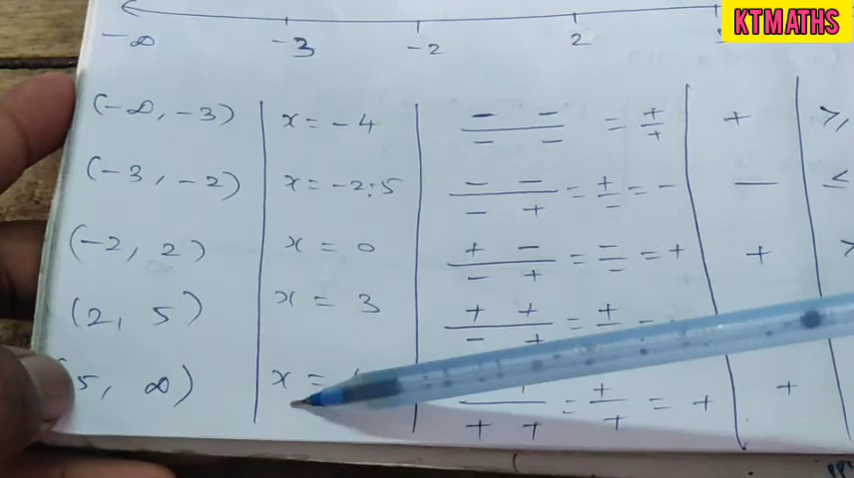 KTMATHS
-∞ -3 -2 2
(-∞, -3) x = -4 - - / - - = + / + + >,
(-3, -2) x = -2.5 - - / - + = + / - = - — ≤
(-2, 2) x = 0 + - / - + = - / - = + + >
(2, 5) x = 3 + + / - + = + / -
5, ∞) x = + / + + = + / + = + +